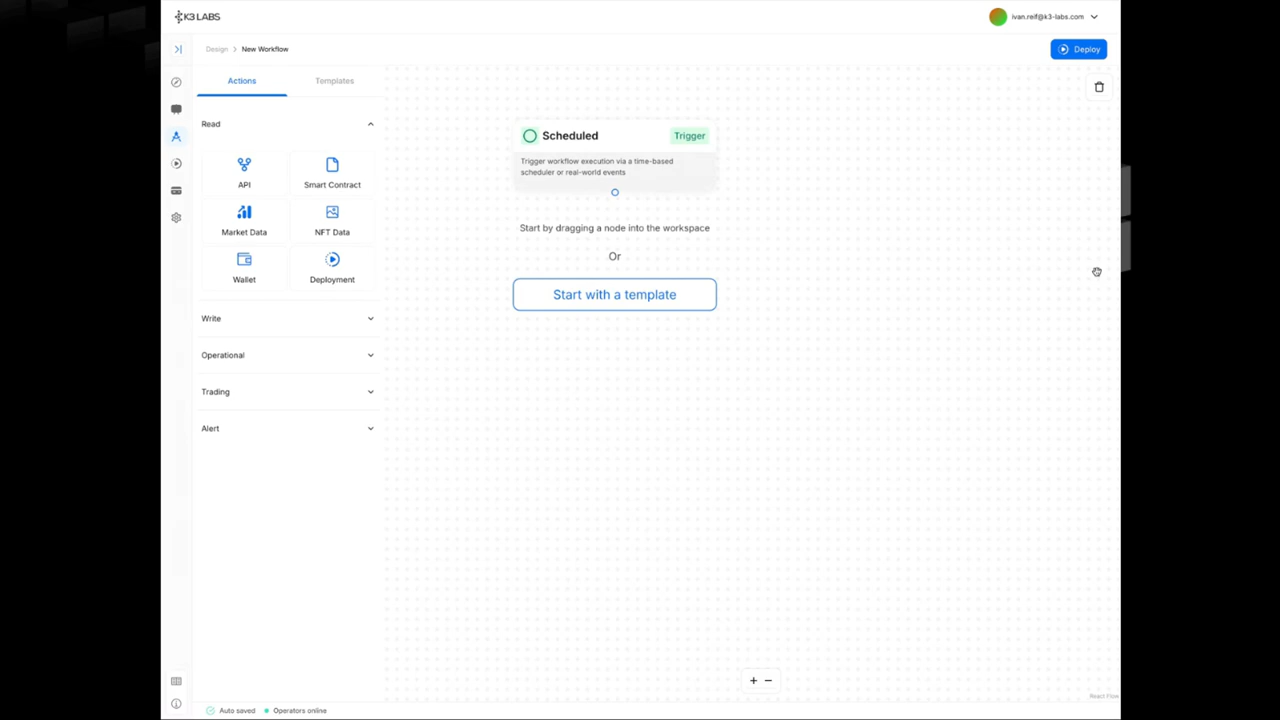 K3 LABS
ivan.reif@k3-labs.com
Design > New Workflow
Deploy
Actions
Templates
Read
API
Smart Contract
Market Data
NFT Data
Wallet
Deployment
Write
Operational
Trading
Alert
Scheduled
Trigger
Trigger workflow execution via a time-based
scheduler or real-world events
Start by dragging a node into the workspace
Or
Start with a template
+ −
React Flow
Auto saved
Operators online